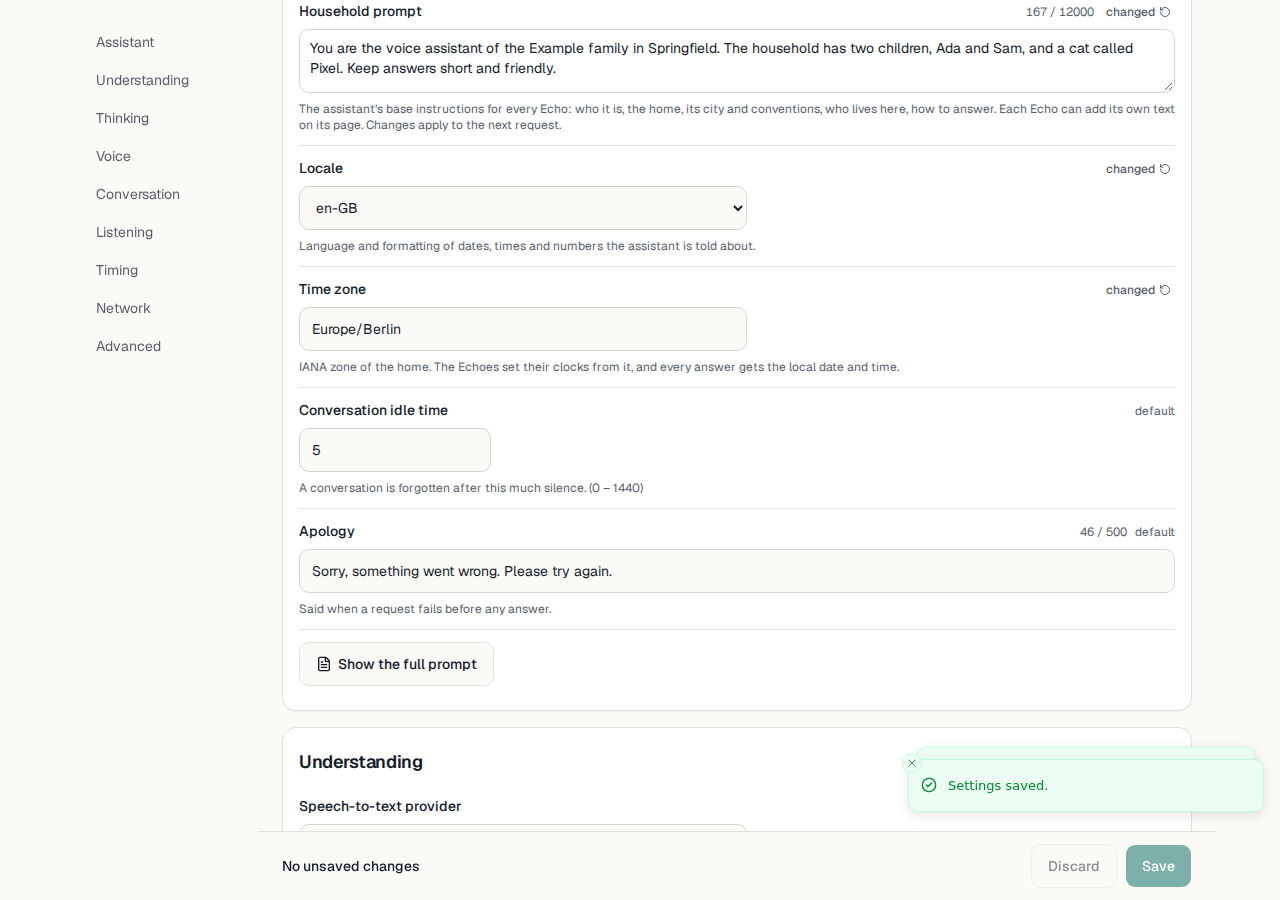 Assistant
Understanding
Thinking
Voice
Conversation
Listening
Timing
Network
Advanced
Household prompt
167 / 12000 changed
You are the voice assistant of the Example family in Springfield. The household has two children, Ada and Sam, and a cat called
Pixel. Keep answers short and friendly.
The assistant's base instructions for every Echo: who it is, the home, its city and conventions, who lives here, how to answer. Each Echo can add its own text
on its page. Changes apply to the next request.
Locale
changed
en-GB
Language and formatting of dates, times and numbers the assistant is told about.
Time zone
changed
Europe/Berlin
IANA zone of the home. The Echoes set their clocks from it, and every answer gets the local date and time.
Conversation idle time
default
5
A conversation is forgotten after this much silence. (0 – 1440)
Apology
46 / 500 default
Sorry, something went wrong. Please try again.
Said when a request fails before any answer.
Show the full prompt
Understanding
Speech-to-text provider
Settings saved.
No unsaved changes
Discard
Save